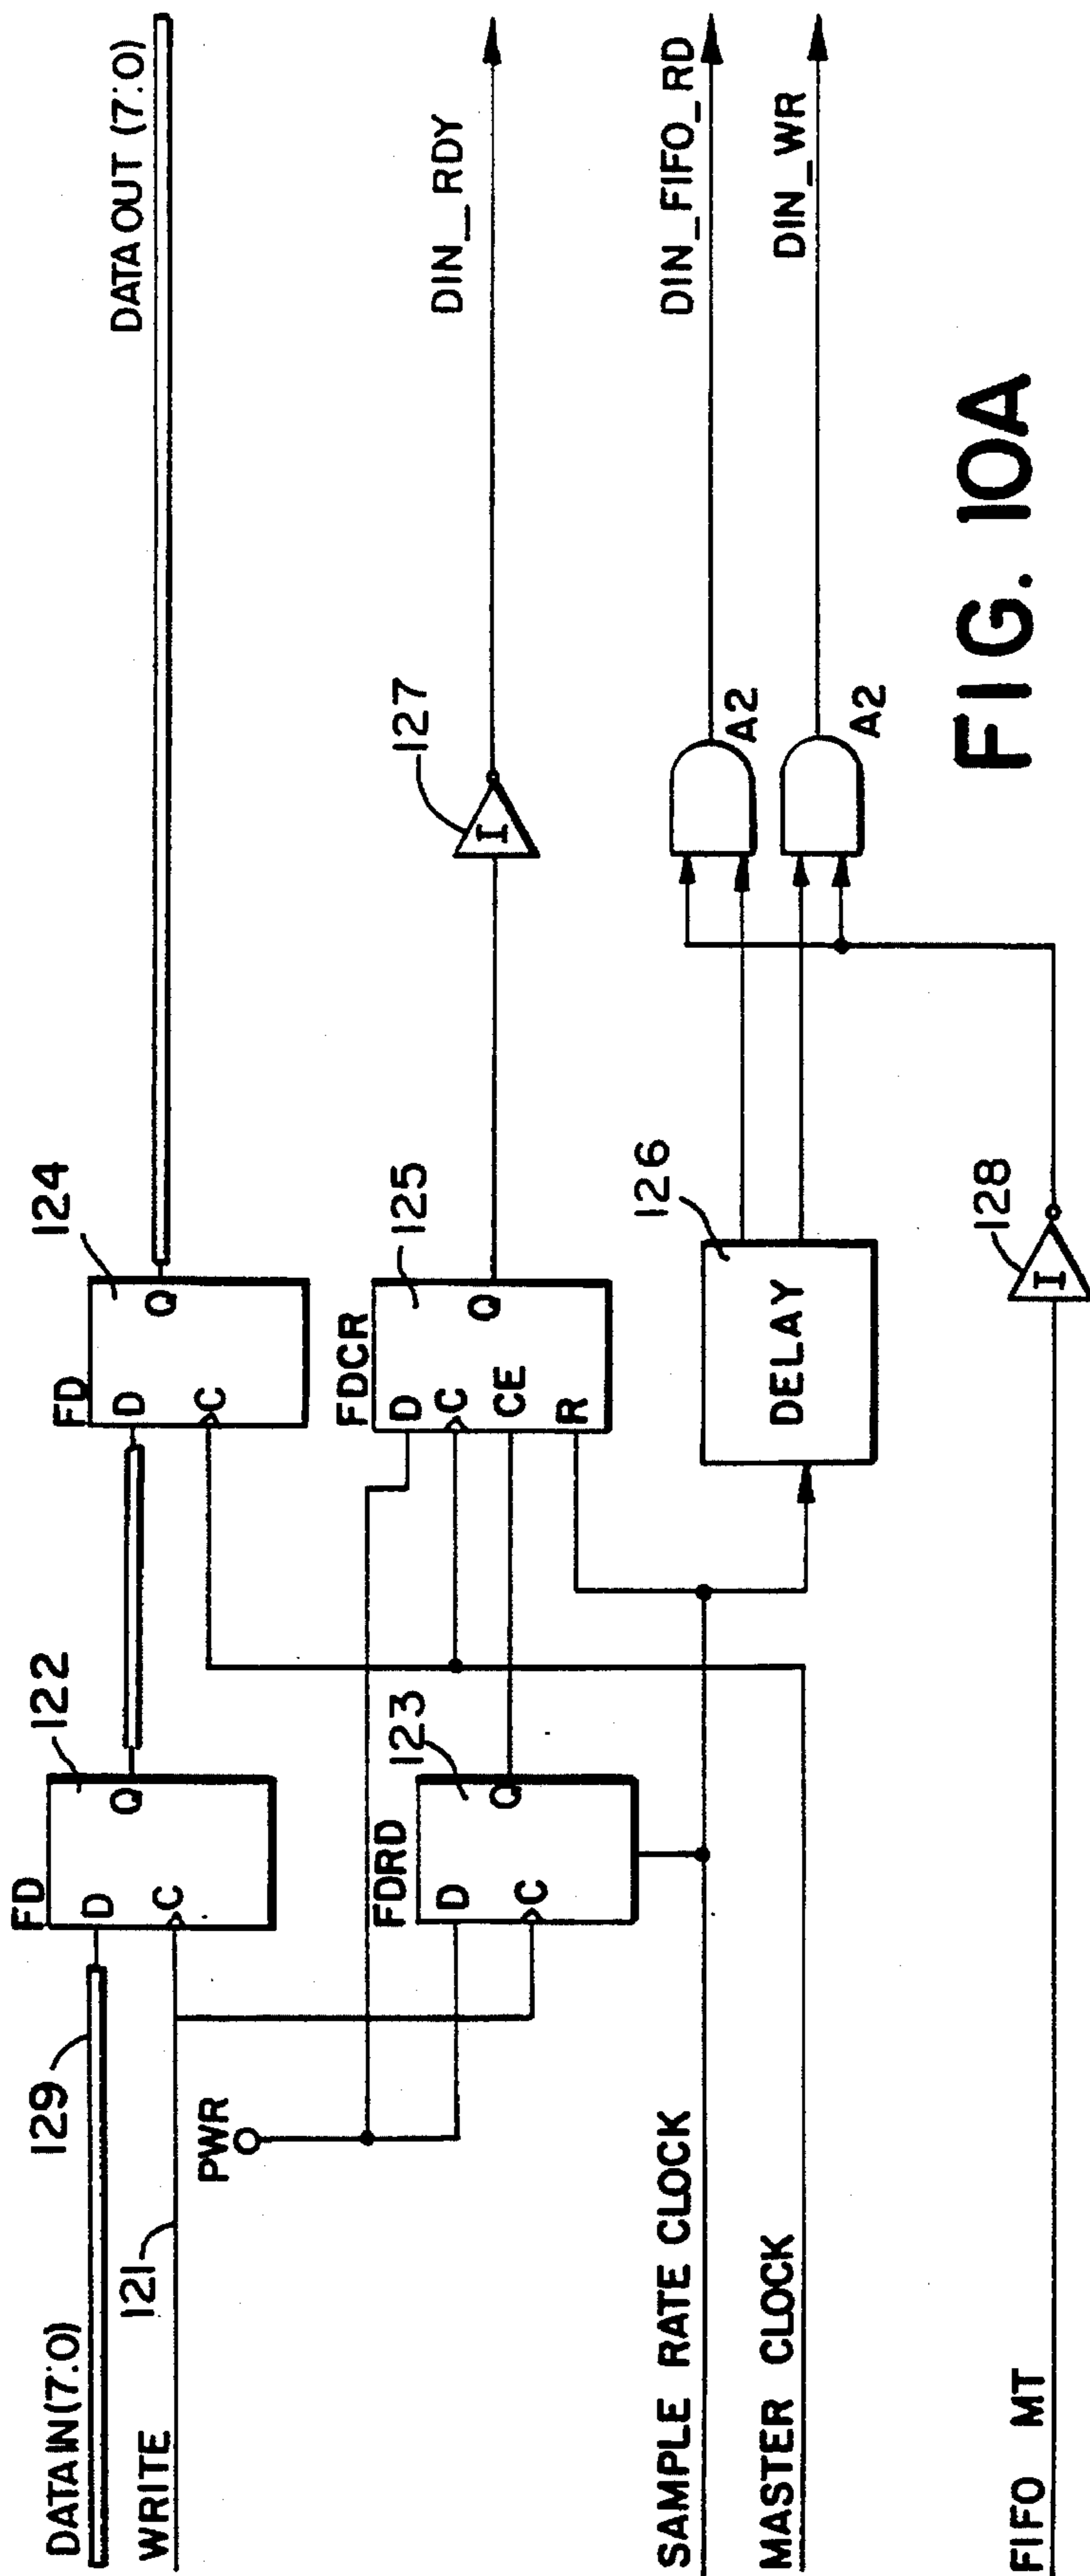 DATA IN (7:0)
129
FD
D
Q
C
122
FD
D
Q
C
124
DATA OUT (7:0)
WRITE
121
PWR
FDRD
D
Q
C
123
FDCR
D
C
CE
R
Q
125
I
127
DIN_RDY
SAMPLE RATE CLOCK
MASTER CLOCK
DELAY
126
A2
DIN_FIFO_RD
A2
DIN_WR
FIFO MT
I
128
FIG. 10A